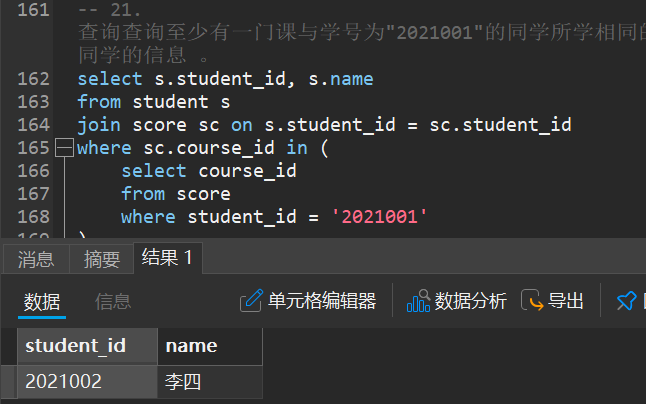 161 -- 21.
查询查询至少有一门课与学号为"2021001"的同学所学相同的
同学的信息 。
162 select s.student_id, s.name
163 from student s
164 join score sc on s.student_id = sc.student_id
165 where sc.course_id in (
166 select course_id
167 from score
168 where student_id = '2021001'
169 )
消息 摘要 结果 1
数据 信息 单元格编辑器 数据分析 导出
student_id name
2021002 李四